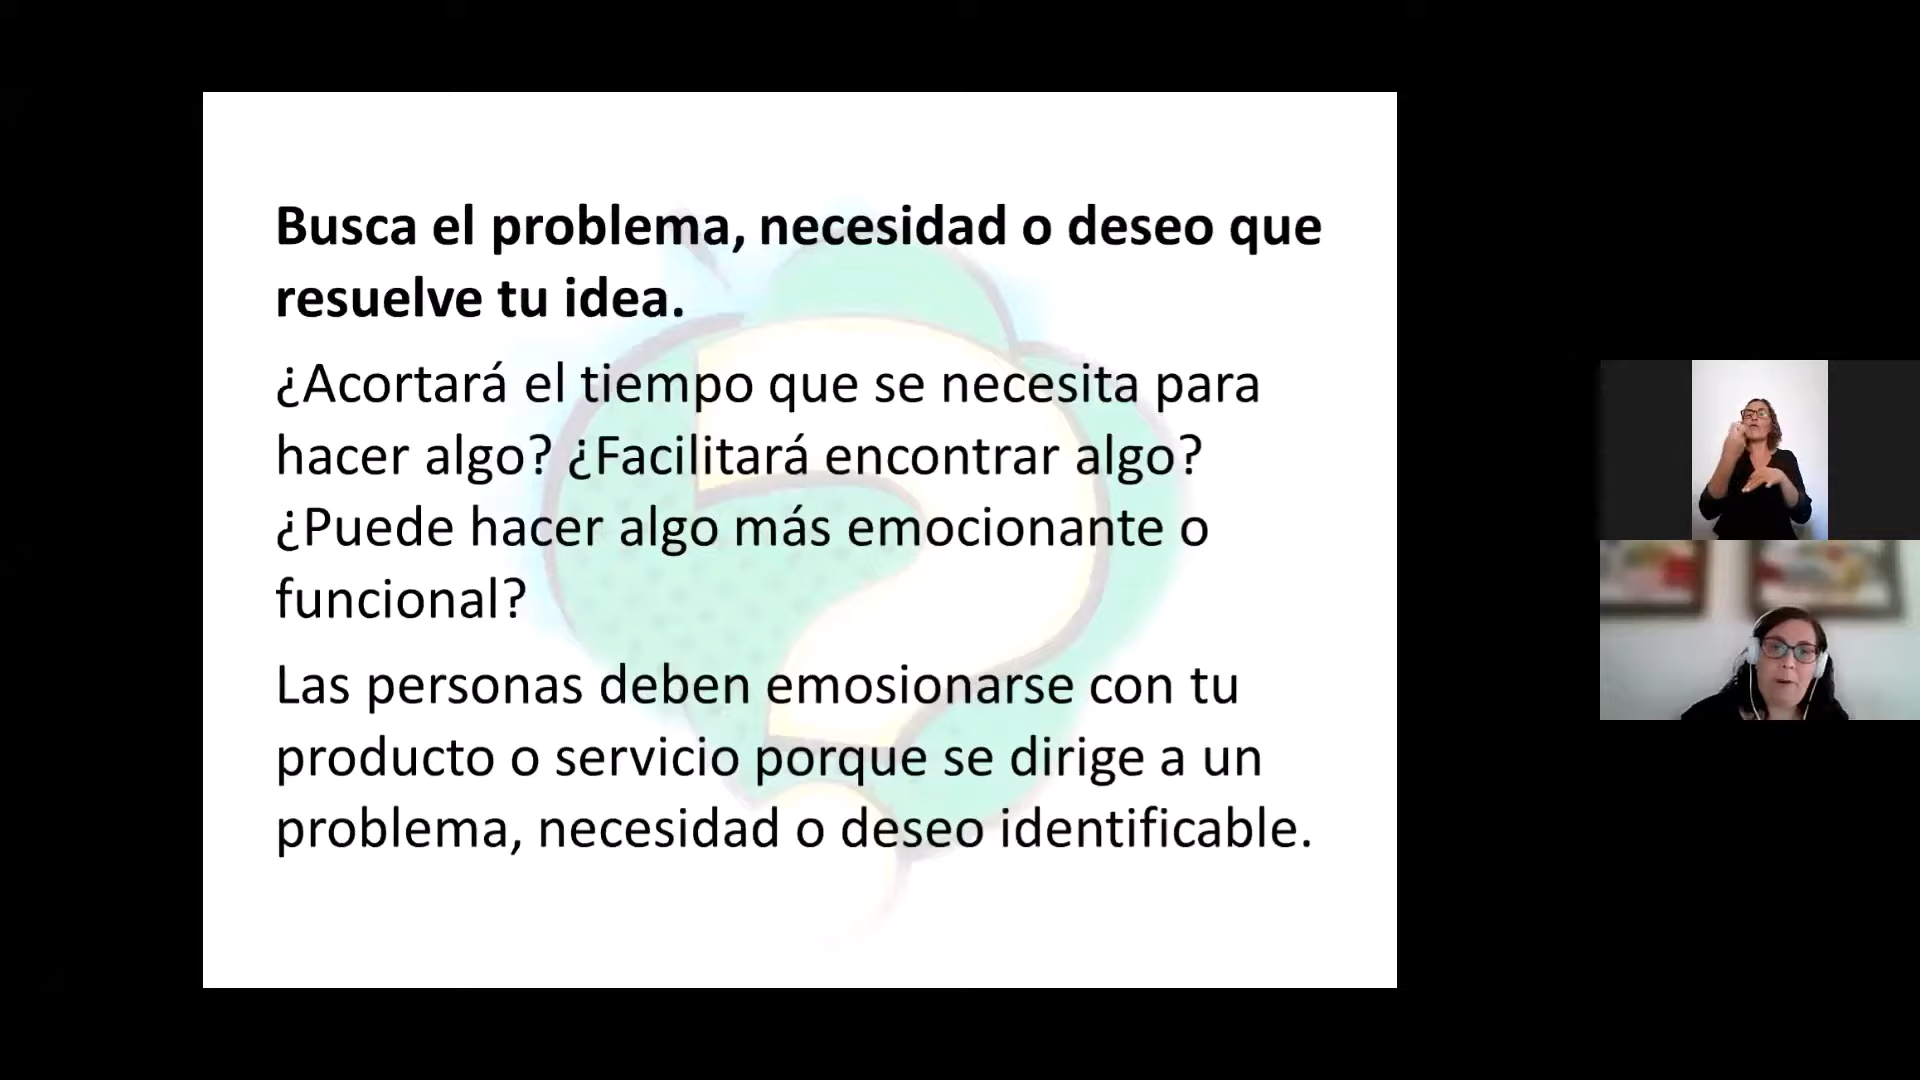 Busca el problema, necesidad o deseo que
resuelve tu idea.
¿Acortará el tiempo que se necesita para
hacer algo? ¿Facilitará encontrar algo?
¿Puede hacer algo más emocionante o
funcional?
Las personas deben emosionarse con tu
producto o servicio porque se dirige a un
problema, necesidad o deseo identificable.